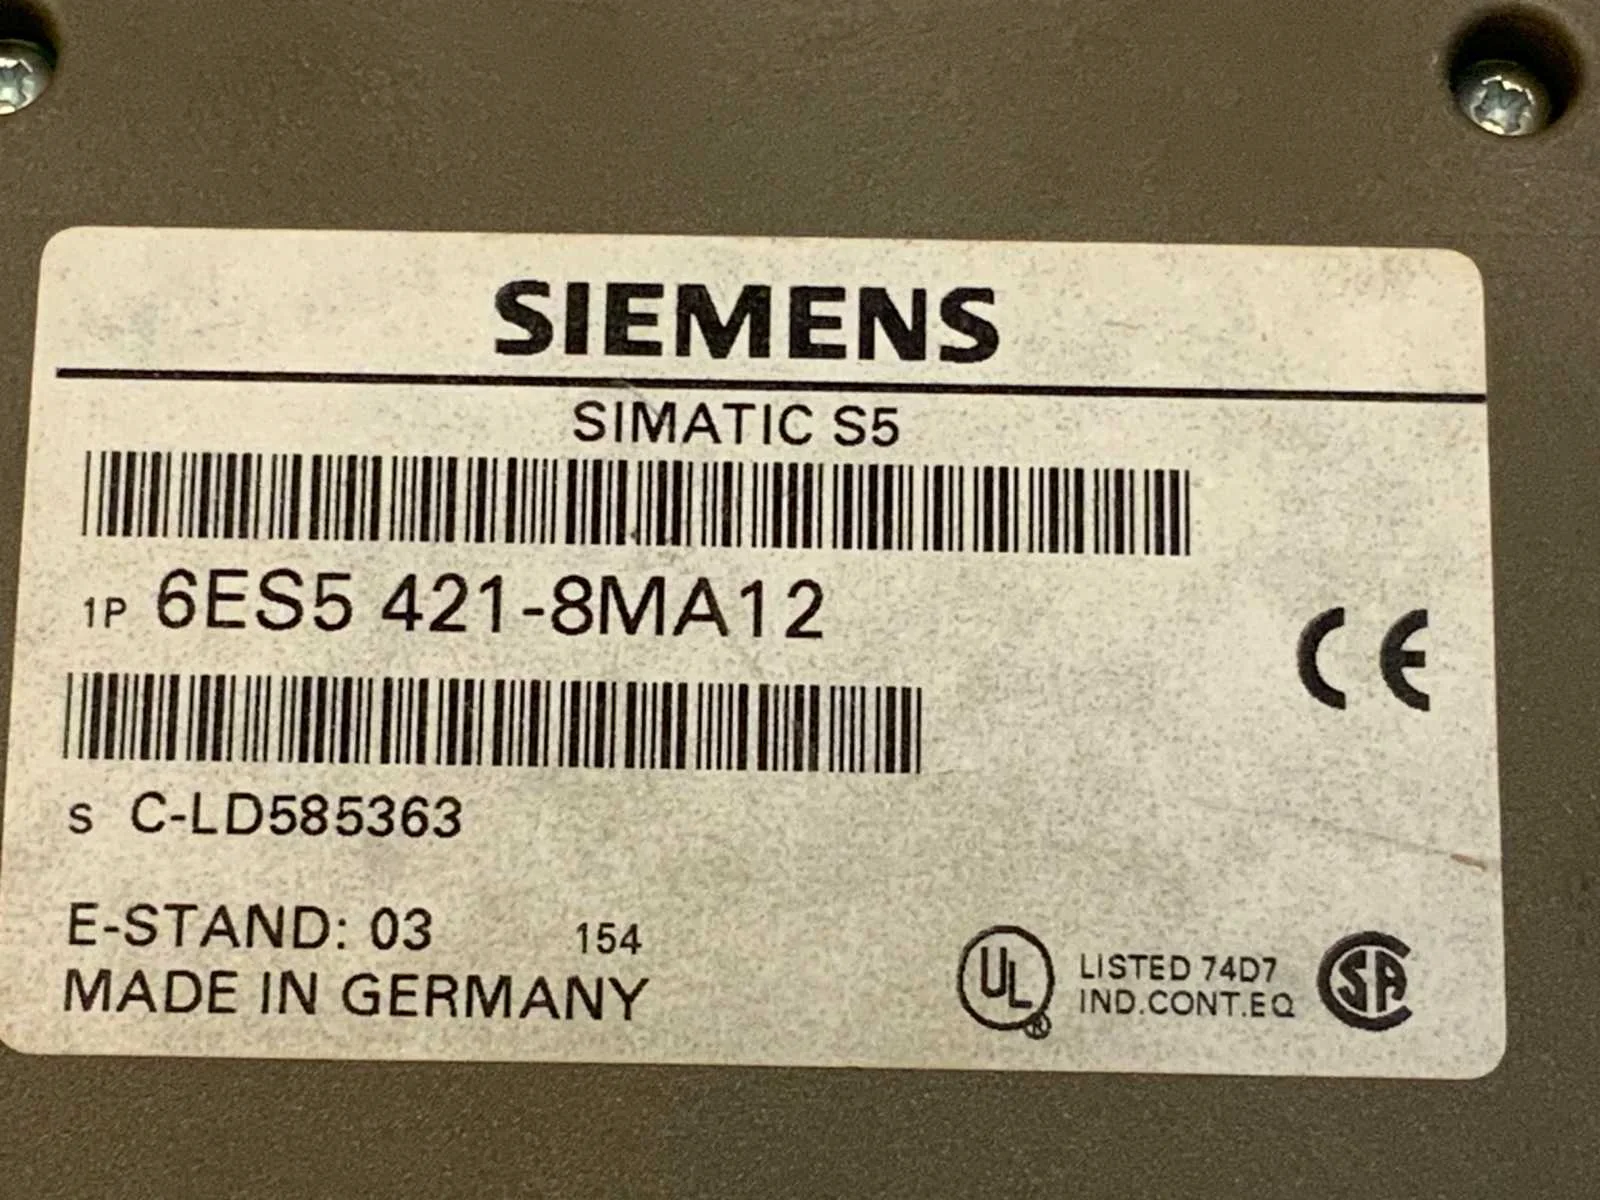 SIEMENS
SIMATIC S5
1P 6ES5 421-8MA12
S C-LD585363
E-STAND: 03 154
MADE IN GERMANY
CE
UL ® LISTED 74D7 SA
IND.CONT.EQ